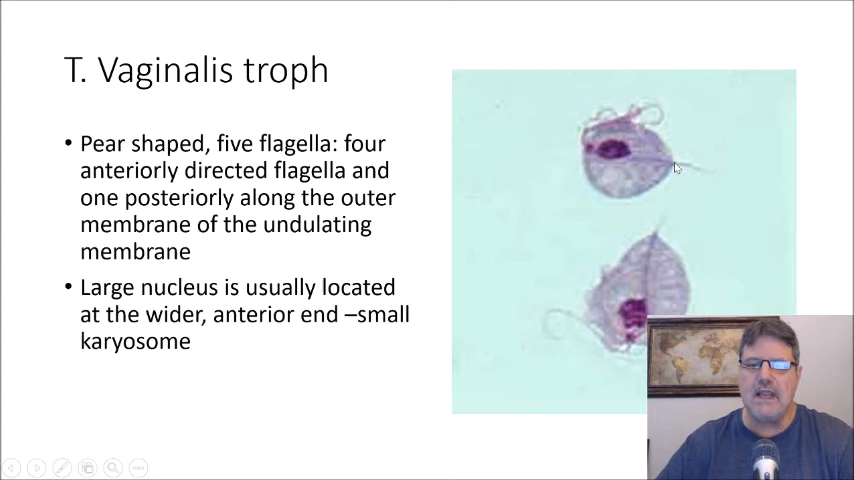 T. Vaginalis troph
• Pear shaped, five flagella: four
anteriorly directed flagella and
one posteriorly along the outer
membrane of the undulating
membrane
• Large nucleus is usually located
at the wider, anterior end –small
karyosome